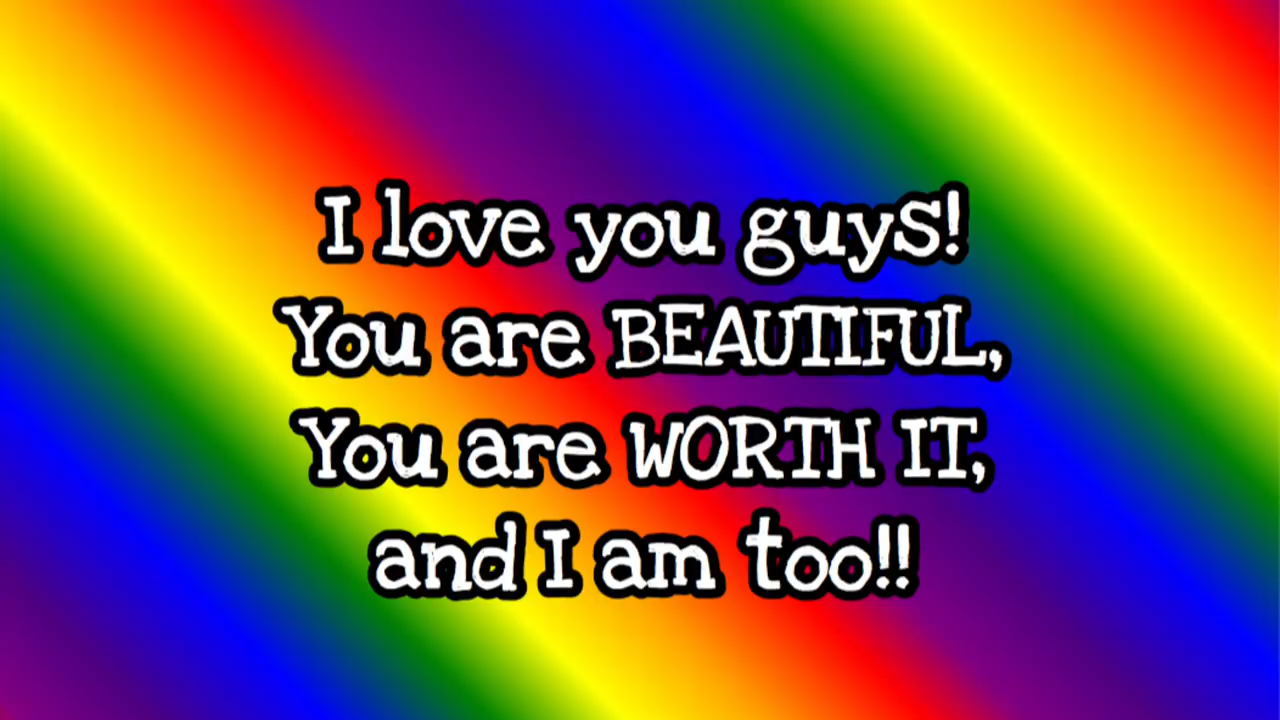 I love you guys!
You are BEAUTIFUL,
You are WORTH IT,
and I am too!!